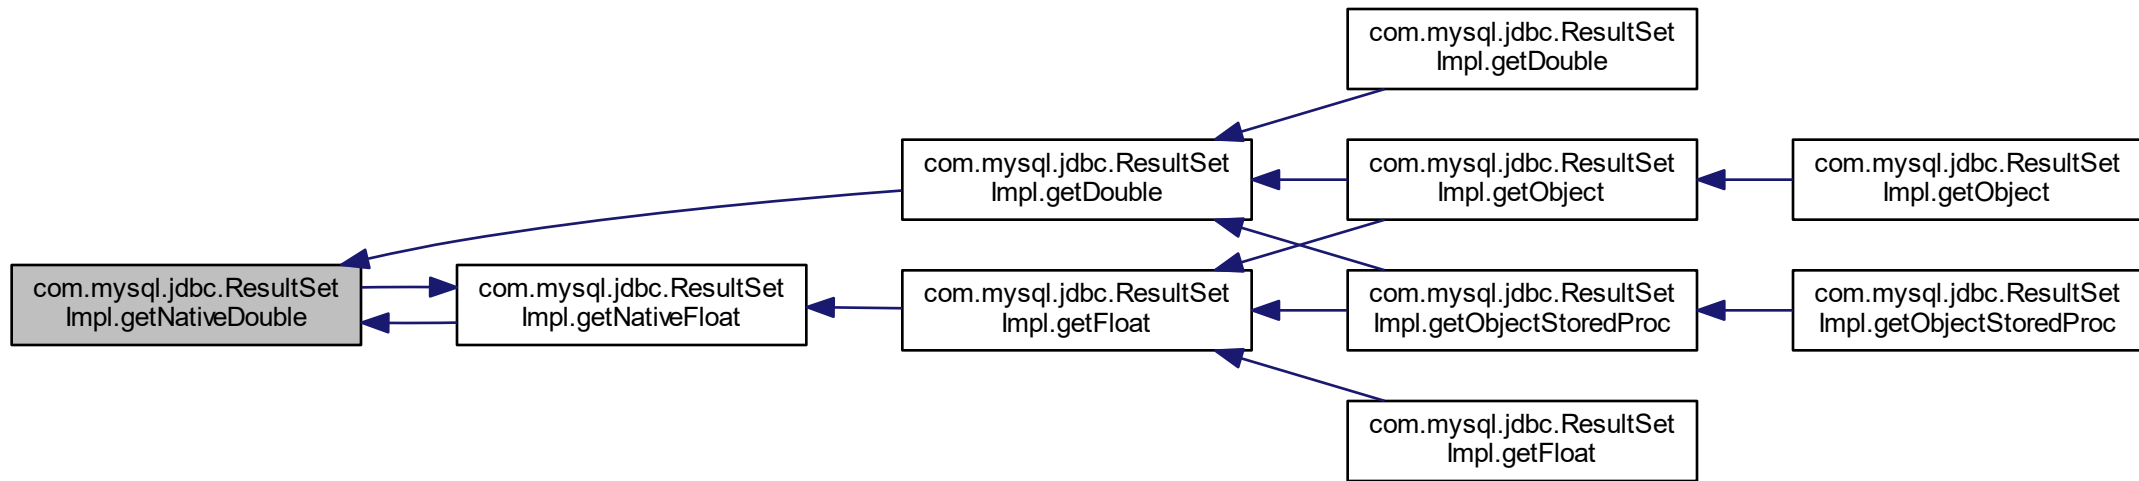 com.mysql.jdbc.ResultSet
Impl.getNativeDouble
com.mysql.jdbc.ResultSet
Impl.getNativeFloat
com.mysql.jdbc.ResultSet
Impl.getDouble
com.mysql.jdbc.ResultSet
Impl.getFloat
com.mysql.jdbc.ResultSet
Impl.getDouble
com.mysql.jdbc.ResultSet
Impl.getObject
com.mysql.jdbc.ResultSet
Impl.getObjectStoredProc
com.mysql.jdbc.ResultSet
Impl.getFloat
com.mysql.jdbc.ResultSet
Impl.getObject
com.mysql.jdbc.ResultSet
Impl.getObjectStoredProc